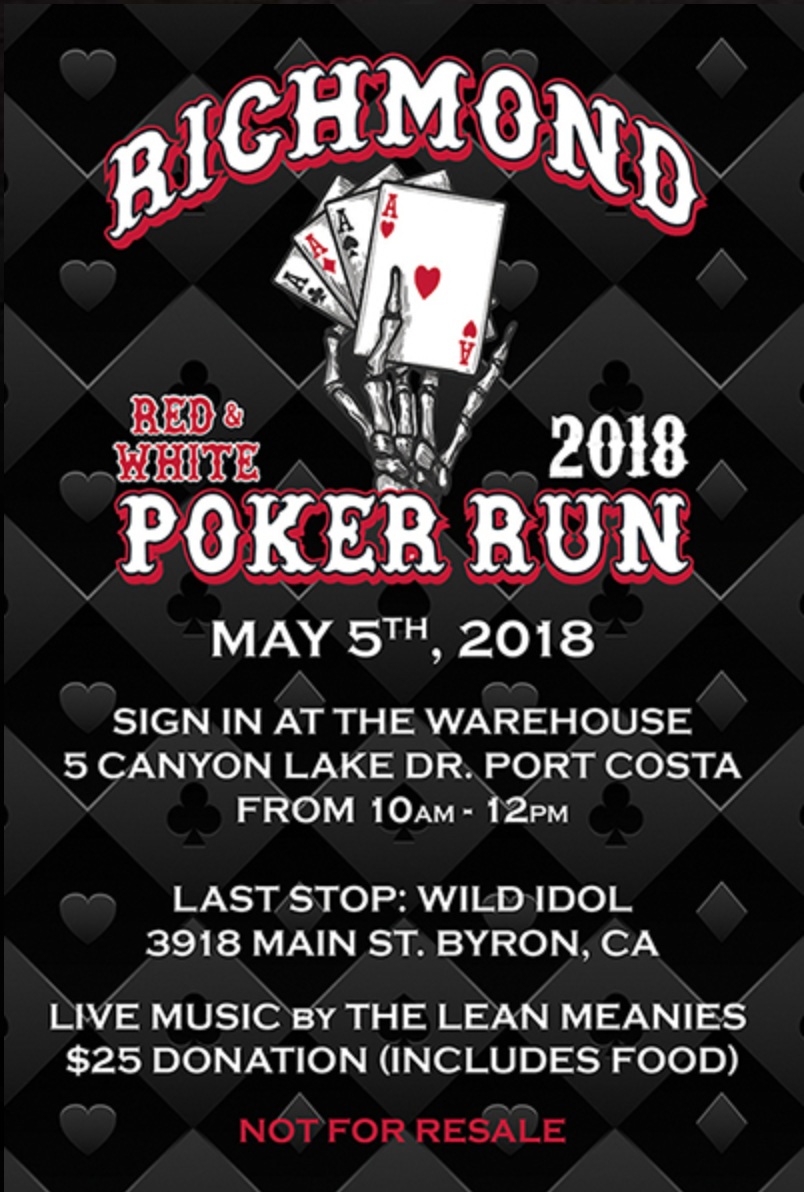 RICHMOND
A
A
A
A
A
RED &
WHITE
2018
POKER RUN
MAY 5TH, 2018
SIGN IN AT THE WAREHOUSE
5 CANYON LAKE DR. PORT COSTA
FROM 10AM - 12PM
LAST STOP: WILD IDOL
3918 MAIN ST. BYRON, CA
LIVE MUSIC BY THE LEAN MEANIES
$25 DONATION (INCLUDES FOOD)
NOT FOR RESALE